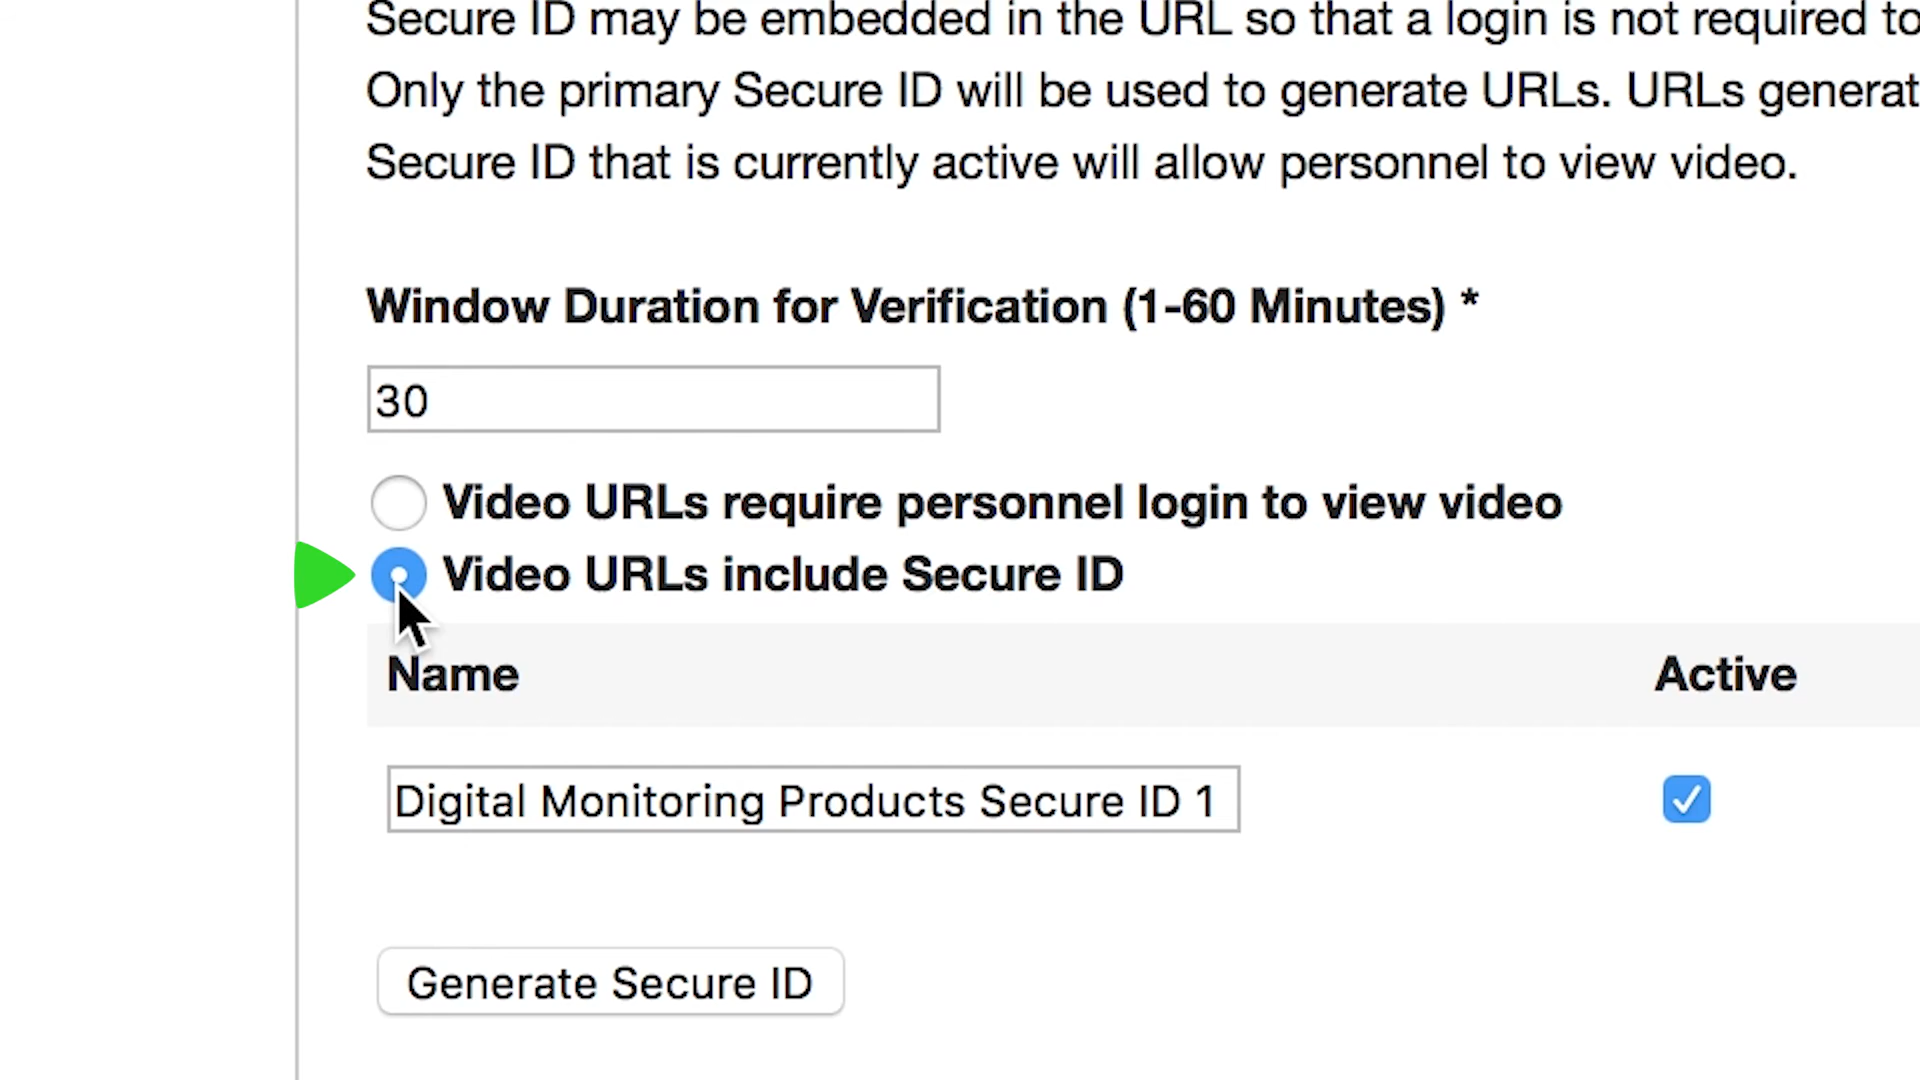 Secure ID may be embedded in the URL so that a login is not required to
Only the primary Secure ID will be used to generate URLs. URLs generat
Secure ID that is currently active will allow personnel to view video.
Window Duration for Verification (1-60 Minutes) *
30
Video URLs require personnel login to view video
Video URLs include Secure ID
Name Active
Digital Monitoring Products Secure ID 1
Generate Secure ID